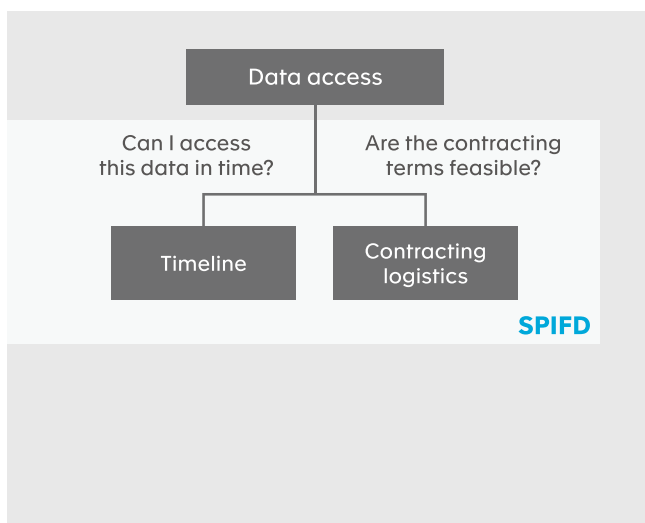 Data access
Can I access
this data in time?
Are the contracting
terms feasible?
Timeline
Contracting
logistics
SPIFD